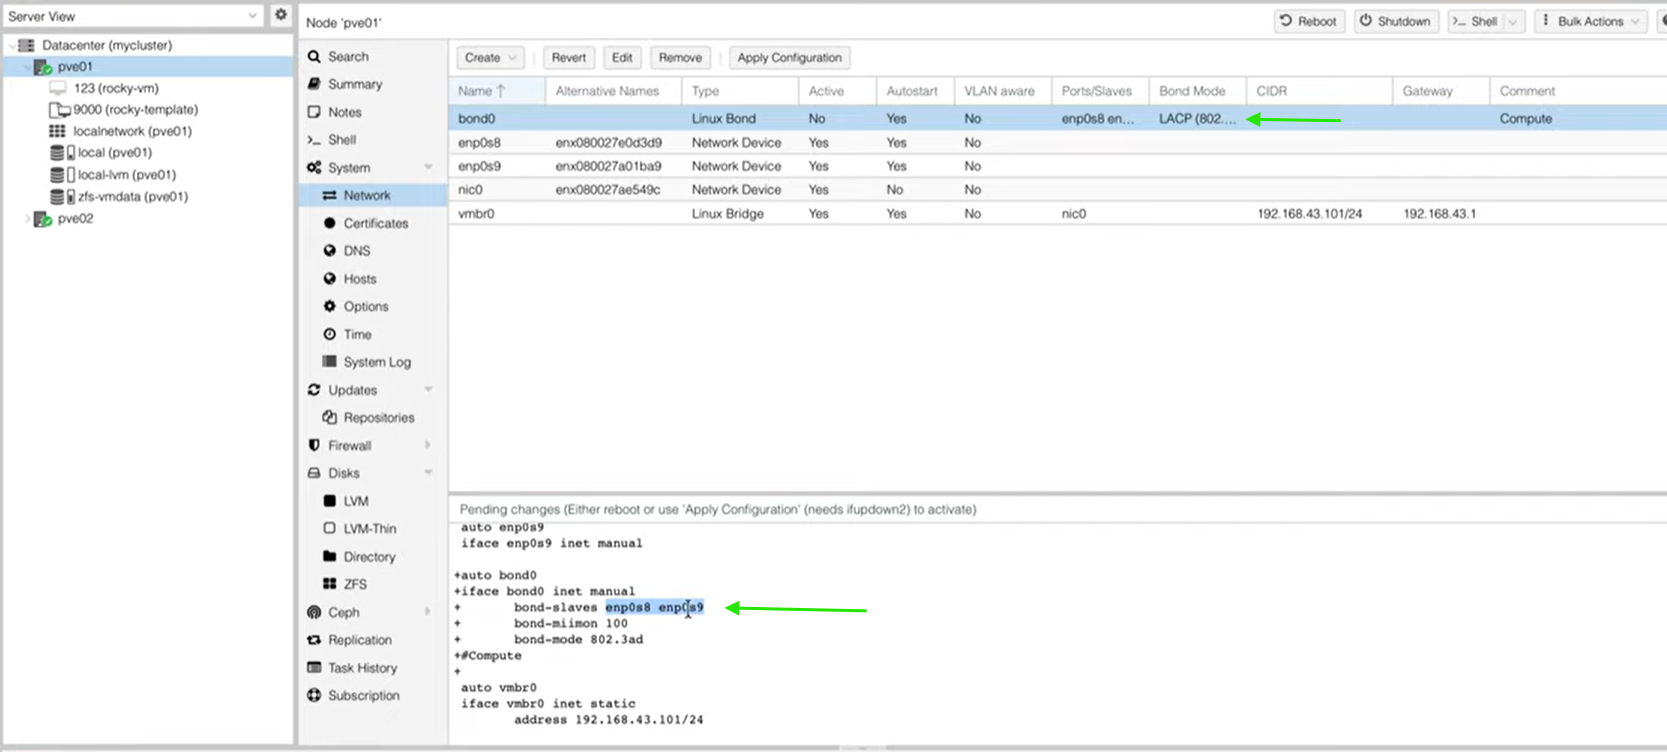 Server View
Datacenter (mycluster)
pve01
123 (rocky-vm)
9000 (rocky-template)
localnetwork (pve01)
local (pve01)
local-lvm (pve01)
zfs-vmdata (pve01)
pve02
Node 'pve01'
Reboot
Shutdown
>_ Shell
Bulk Actions
Search
Summary
Notes
>_ Shell
System
Network
Certificates
DNS
Hosts
Options
Time
System Log
Updates
Repositories
Firewall
Disks
LVM
LVM-Thin
Directory
ZFS
Ceph
Replication
Task History
Subscription
Create Revert Edit Remove Apply Configuration
Name Alternative Names Type Active Autostart VLAN aware Ports/Slaves Bond Mode CIDR Gateway Comment
bond0 Linux Bond No Yes No enp0s8 en... LACP (802.... Compute
enp0s8 enx080027e0d3d9 Network Device Yes Yes No
enp0s9 enx080027a01ba9 Network Device Yes Yes No
nic0 enx080027ae549c Network Device Yes No No
vmbr0 Linux Bridge Yes Yes No nic0 192.168.43.101/24 192.168.43.1
Pending changes (Either reboot or use 'Apply Configuration' (needs ifupdown2) to activate)
auto enp0s9
iface enp0s9 inet manual
+auto bond0
+iface bond0 inet manual
+ bond-slaves enp0s8 enp0s9
+ bond-miimon 100
+ bond-mode 802.3ad
+#Compute
+
auto vmbr0
iface vmbr0 inet static
address 192.168.43.101/24